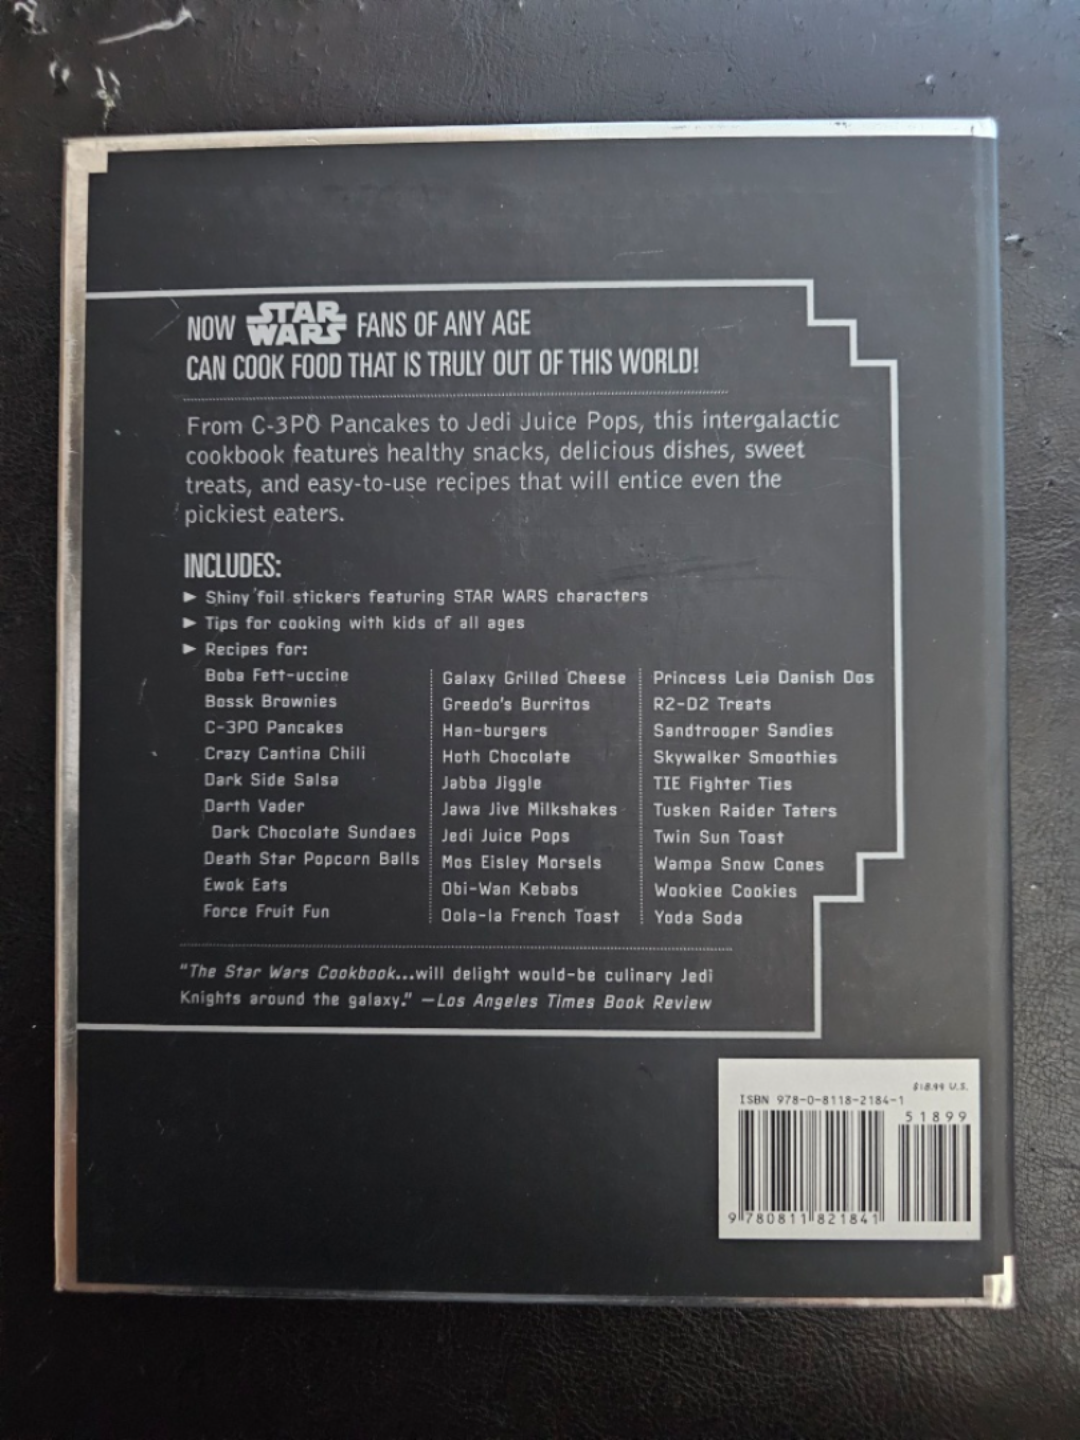 NOW STAR WARS FANS OF ANY AGE
CAN COOK FOOD THAT IS TRULY OUT OF THIS WORLD!
From C-3PO Pancakes to Jedi Juice Pops, this intergalactic
cookbook features healthy snacks, delicious dishes, sweet
treats, and easy-to-use recipes that will entice even the
pickiest eaters.
INCLUDES:
► Shiny foil stickers featuring STAR WARS characters
► Tips for cooking with kids of all ages
► Recipes for:
Boba Fett-uccine
Bossk Brownies
C-3PO Pancakes
Crazy Cantina Chili
Dark Side Salsa
Darth Vader
Dark Chocolate Sundaes
Death Star Popcorn Balls
Ewok Eats
Force Fruit Fun
Galaxy Grilled Cheese
Greedo's Burritos
Han-burgers
Hoth Chocolate
Jabba Jiggle
Jawa Jive Milkshakes
Jedi Juice Pops
Mos Eisley Morsels
Obi-Wan Kebabs
Oola-la French Toast
Princess Leia Danish Dos
R2-D2 Treats
Sandtrooper Sandies
Skywalker Smoothies
TIE Fighter Ties
Tusken Raider Taters
Twin Sun Toast
Wampa Snow Cones
Wookiee Cookies
Yoda Soda
"The Star Wars Cookbook...will delight would-be culinary Jedi
Knights around the galaxy." —Los Angeles Times Book Review
$18.99 U.S.
ISBN 978-0-8118-2184-1
51899
9 780811 821841